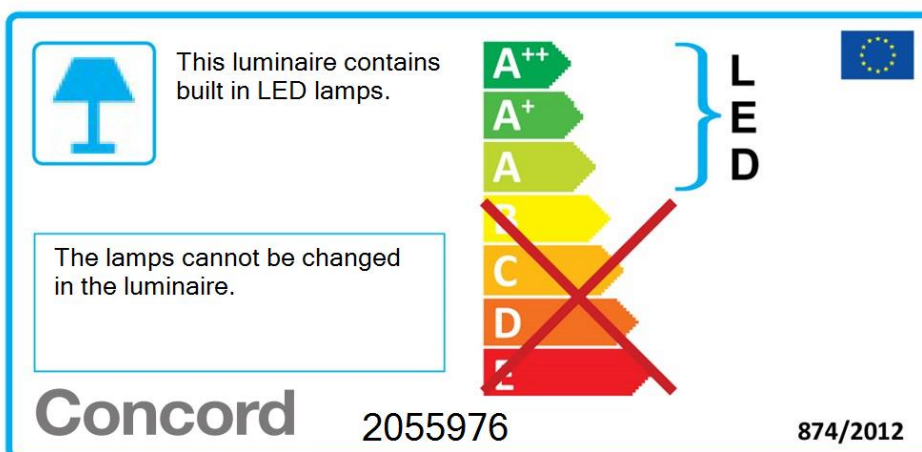 This luminaire contains
built in LED lamps.
A++
A+
A
B
C
D
E
L
E
D
The lamps cannot be changed
in the luminaire.
Concord
2055976
874/2012